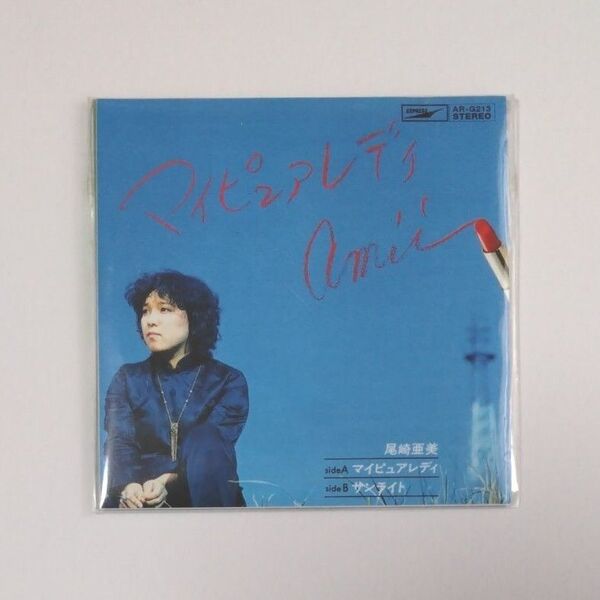 EXPRESS
AR-G213
STEREO
マイピュアレディ
amii
尾崎亜美
sideA マイピュアレディ
sideB サンライト